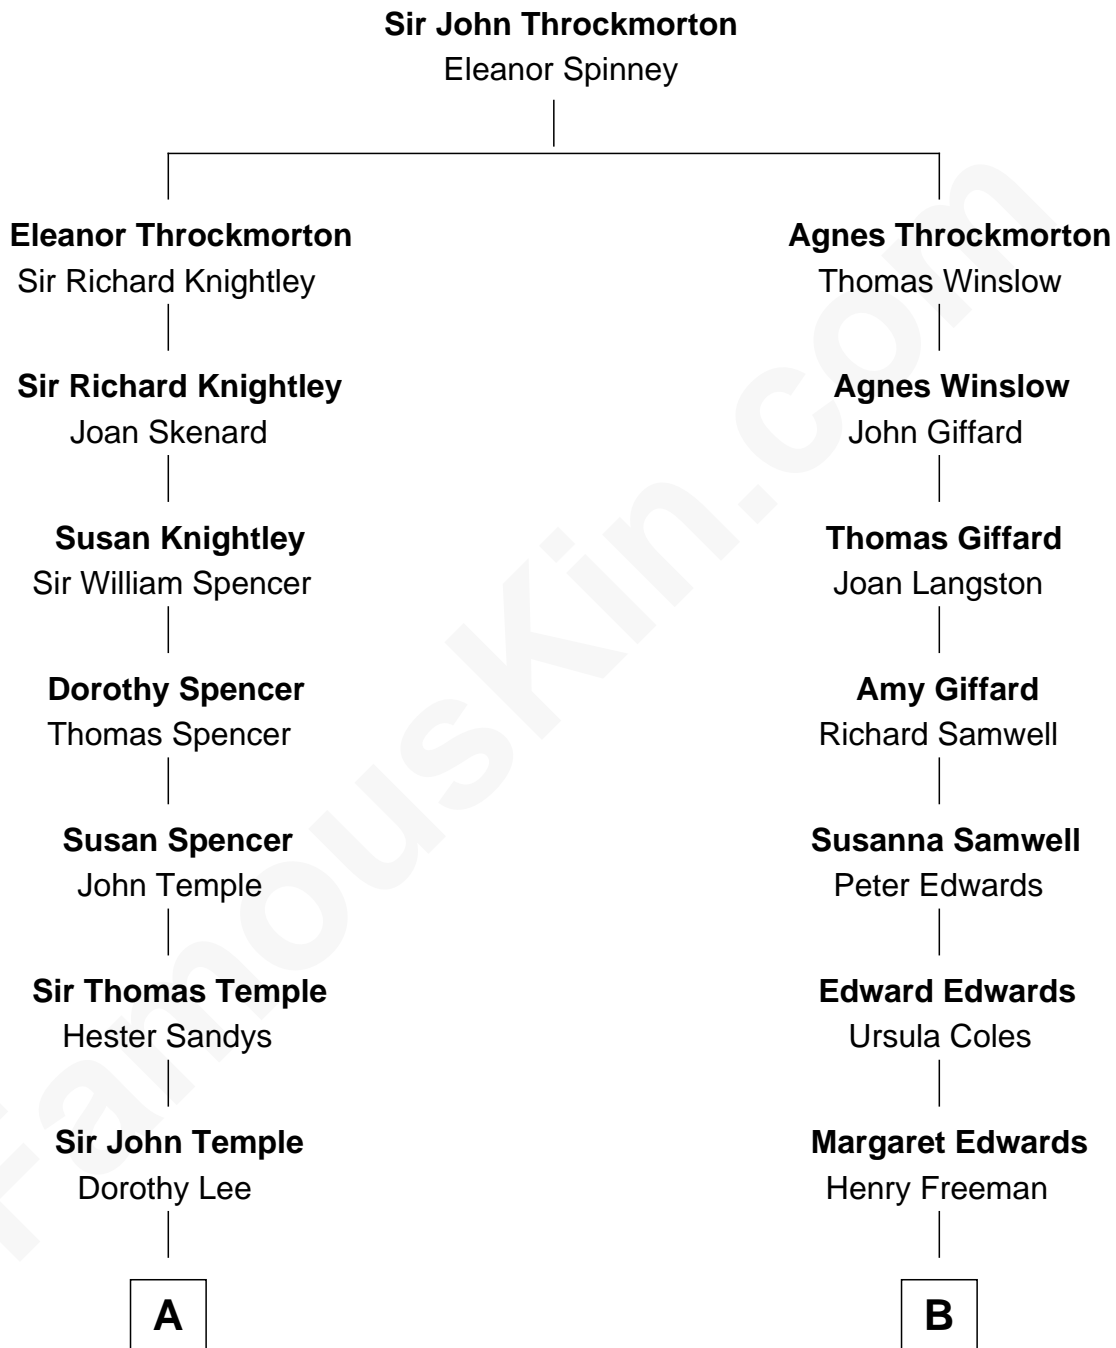 Sir John Throckmorton
Eleanor Spinney
Eleanor Throckmorton
Sir Richard Knightley
Agnes Throckmorton
Thomas Winslow
Sir Richard Knightley
Joan Skenard
Agnes Winslow
John Giffard
Susan Knightley
Sir William Spencer
Thomas Giffard
Joan Langston
Dorothy Spencer
Thomas Spencer
Amy Giffard
Richard Samwell
Susan Spencer
John Temple
Susanna Samwell
Peter Edwards
Sir Thomas Temple
Hester Sandys
Edward Edwards
Ursula Coles
Sir John Temple
Dorothy Lee
Margaret Edwards
Henry Freeman
A
B
FamousKin.com